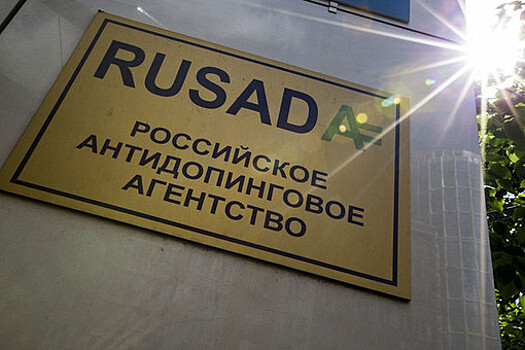 RUSADA
РОССИЙСКОЕ
АНТИДОПИНГОВОЕ
АГЕНТСТВО